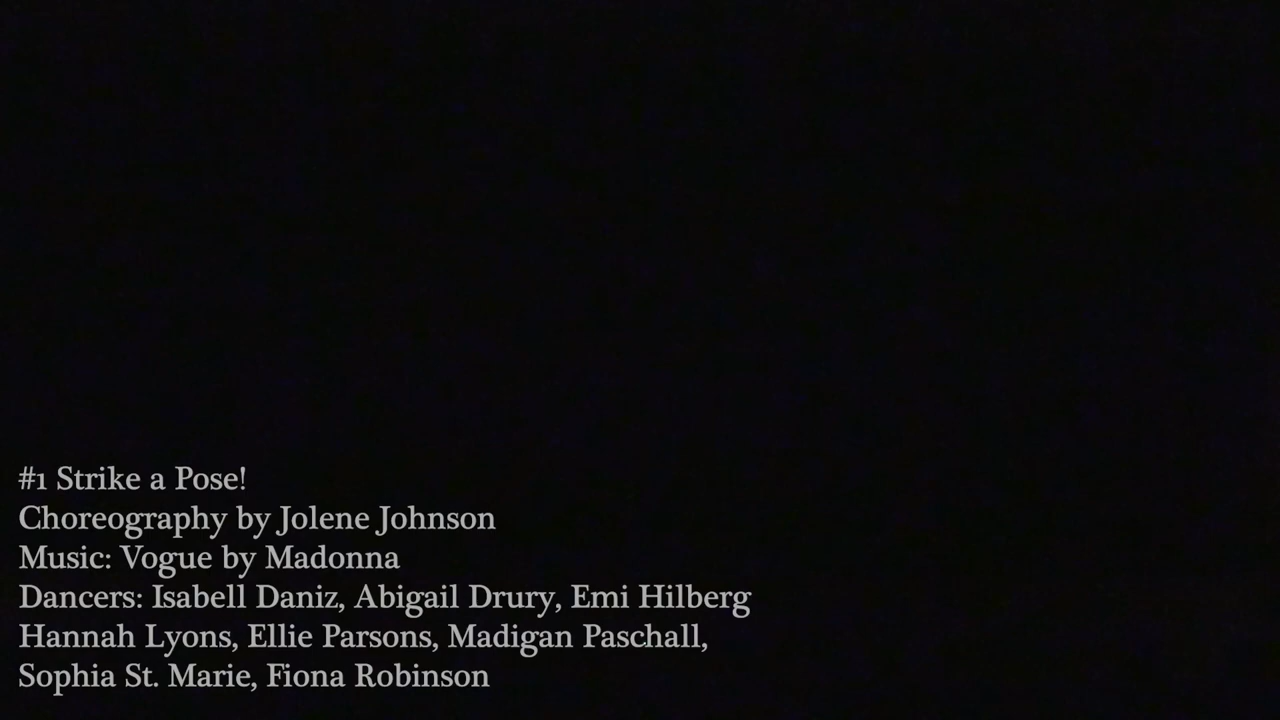 #1 Strike a Pose!
Choreography by Jolene Johnson
Music: Vogue by Madonna
Dancers: Isabell Daniz, Abigail Drury, Emi Hilberg
Hannah Lyons, Ellie Parsons, Madigan Paschall,
Sophia St. Marie, Fiona Robinson